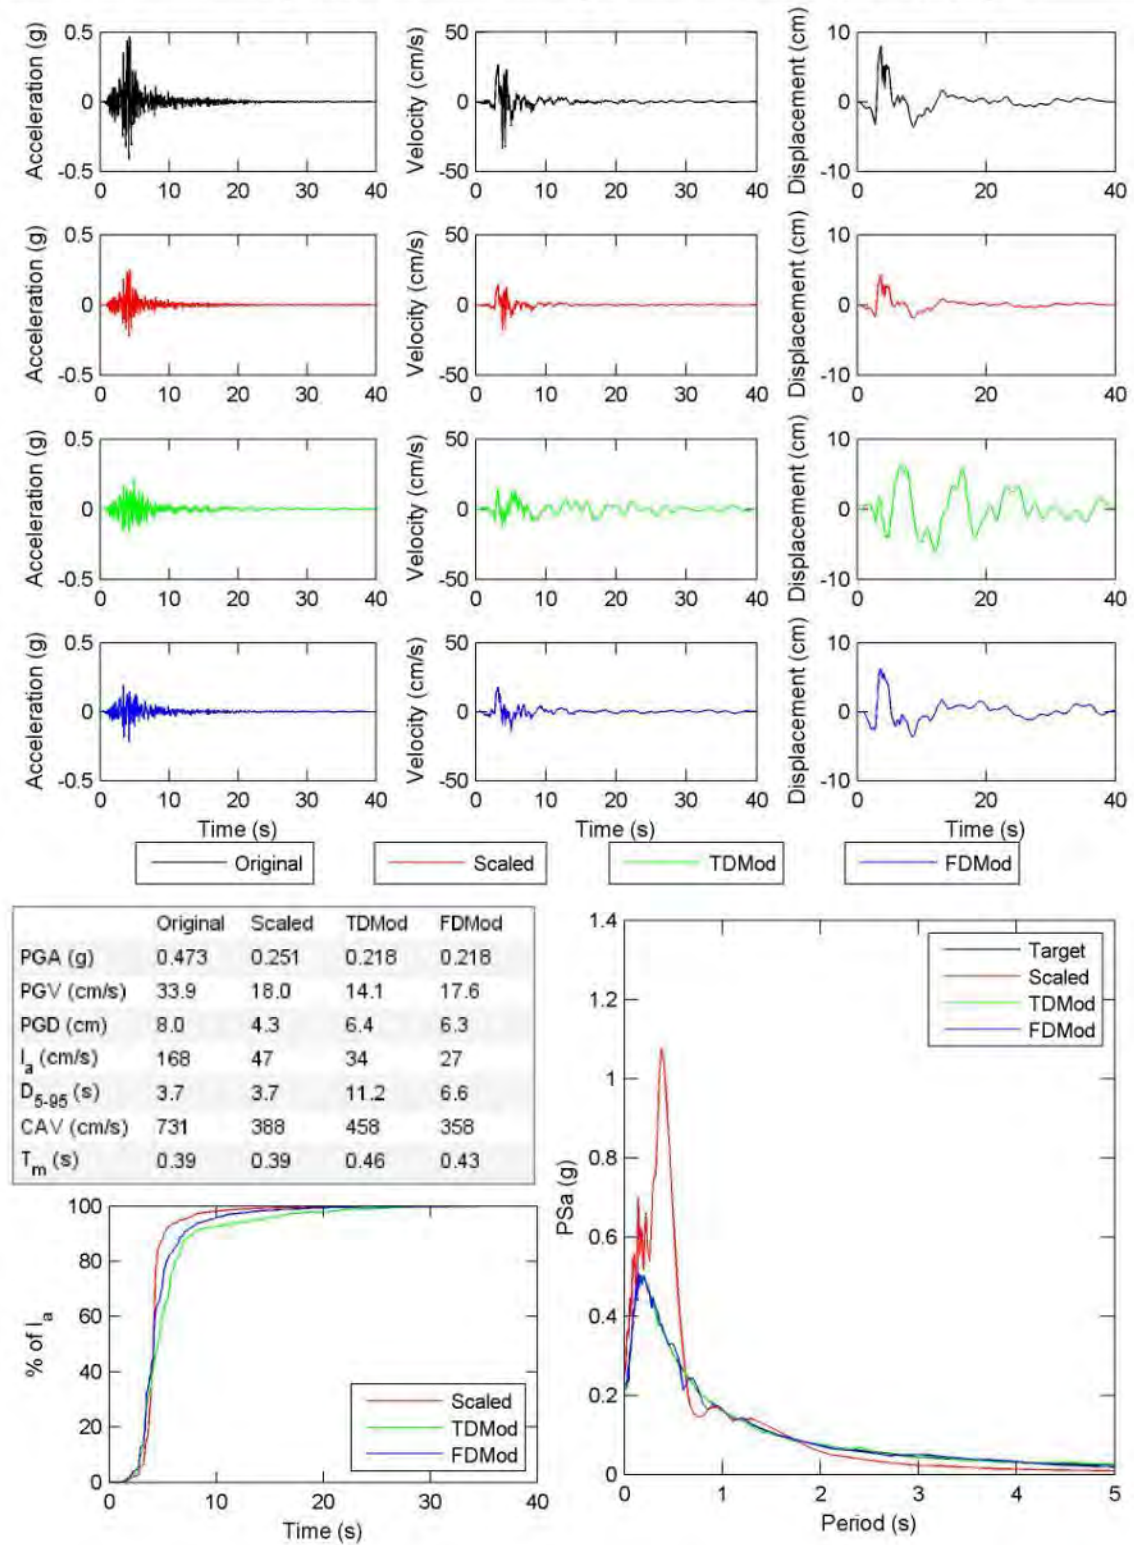 0.5 50 10
Acceleration (g) Velocity (cm/s) Displacement (cm)
0 0 0
-0.5 -50 -10
0 10 20 30 40 0 10 20 30 40 0 20 40
0.5 50 10
Acceleration (g) Velocity (cm/s) Displacement (cm)
0 0 0
-0.5 -50 -10
0 10 20 30 40 0 10 20 30 40 0 20 40
0.5 50 10
Acceleration (g) Velocity (cm/s) Displacement (cm)
0 0 0
-0.5 -50 -10
0 10 20 30 40 0 10 20 30 40 0 20 40
0.5 50 10
Acceleration (g) Velocity (cm/s) Displacement (cm)
0 0 0
-0.5 -50 -10
0 10 20 30 40 0 10 20 30 40 0 20 40
Time (s) Time (s) Time (s)
Original Scaled TDMod FDMod
Original Scaled TDMod FDMod
PGA (g) 0.473 0.251 0.218 0.218
PGV (cm/s) 33.9 18.0 14.1 17.6
PGD (cm) 8.0 4.3 6.4 6.3
Ia (cm/s) 168 47 34 27
D5-95 (s) 3.7 3.7 11.2 6.6
CAV (cm/s) 731 388 458 358
Tm (s) 0.39 0.39 0.46 0.43
100
80
60
% of Ia
40
20
0
Scaled
TDMod
FDMod
0 10 20 30 40
Time (s)
1.4
1.2
1
0.8
PSa (g)
0.6
0.4
0.2
0
Target
Scaled
TDMod
FDMod
0 1 2 3 4 5
Period (s)